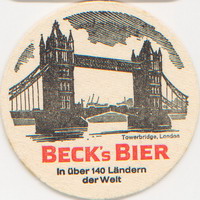 Towerbridge, London
BECK's BIER
In über 140 Ländern
der Welt